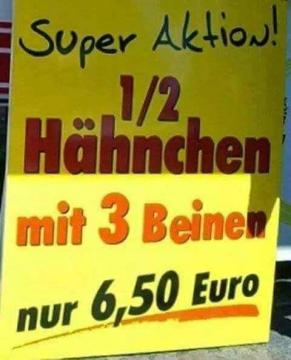 Super Aktion!
1/2
Hähnchen
mit 3 Beinen
nur 6,50 Euro